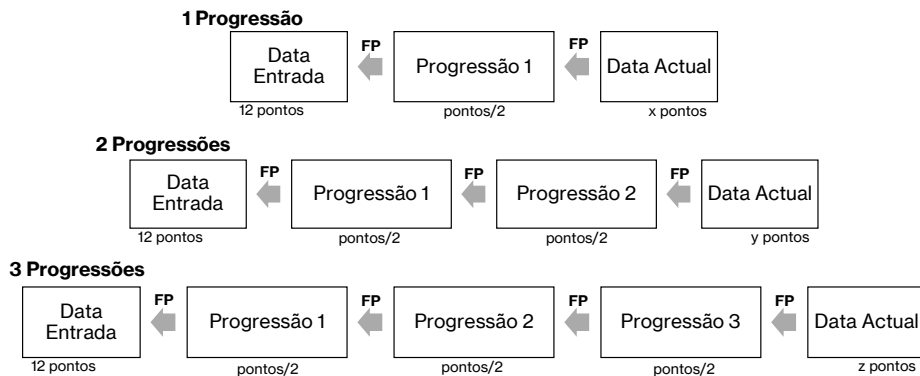 1 Progressão
Data Entrada
FP
Progressão 1
FP
Data Actual
12 pontos
pontos/2
x pontos
2 Progressões
Data Entrada
FP
Progressão 1
FP
Progressão 2
FP
Data Actual
12 pontos
pontos/2
pontos/2
y pontos
3 Progressões
Data Entrada
FP
Progressão 1
FP
Progressão 2
FP
Progressão 3
FP
Data Actual
12 pontos
pontos/2
pontos/2
pontos/2
z pontos